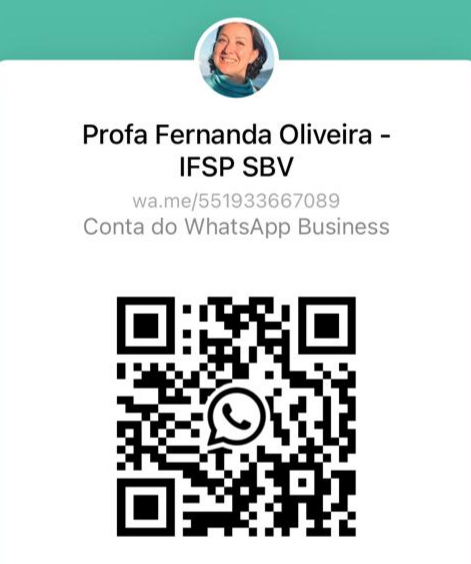 Profa Fernanda Oliveira -
IFSP SBV
wa.me/551933667089
Conta do WhatsApp Business